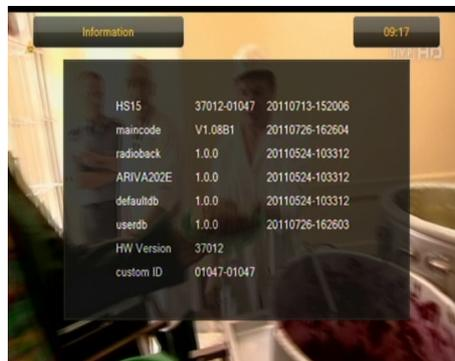 Information 09:17
HD
HS15 37012-01047 20110713-152006
maincode V1.08B1 20110726-162604
radioback 1.0.0 20110524-103312
ARIVA202E 1.0.0 20110524-103312
defaultdb 1.0.0 20110524-103312
userdb 1.0.0 20110726-162603
HW Version 37012
custom ID 01047-01047